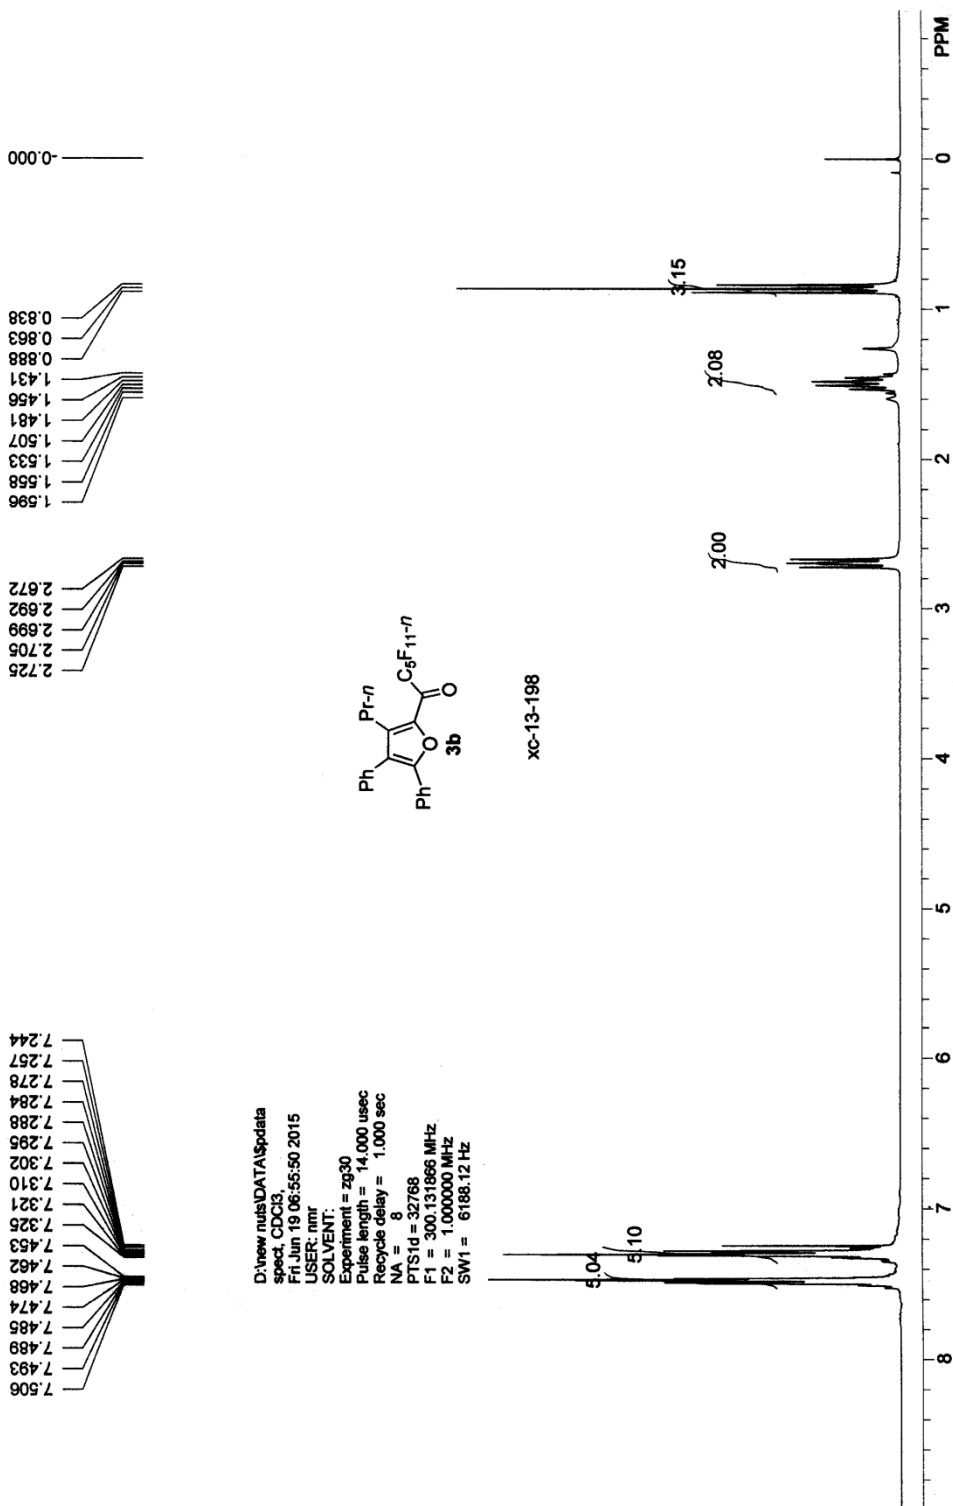 7.506
7.493
7.489
7.485
7.474
7.468
7.462
7.453
7.325
7.321
7.310
7.302
7.295
7.288
7.284
7.278
7.257
7.244
2.725
2.705
2.699
2.692
2.672
1.596
1.558
1.533
1.507
1.481
1.456
1.431
0.888
0.863
0.838
-0.000
D:\new nuts\DATA\$pdata
spect, CDCl3,
Fri Jun 19 06:55:50 2015
USER: nmr
SOLVENT:
Experiment = zg30
Pulse length = 14.000 usec
Recycle delay = 1.000 sec
NA = 8
PTS1d = 32768
F1 = 300.131866 MHz
F2 = 1.000000 MHz
SW1 = 6188.12 Hz
Ph
Pr-n
Ph
O
C5F11-n
O
3b
xc-13-198
5.04
5.10
2.00
2.08
3.15
8
7
6
5
4
3
2
1
0
PPM